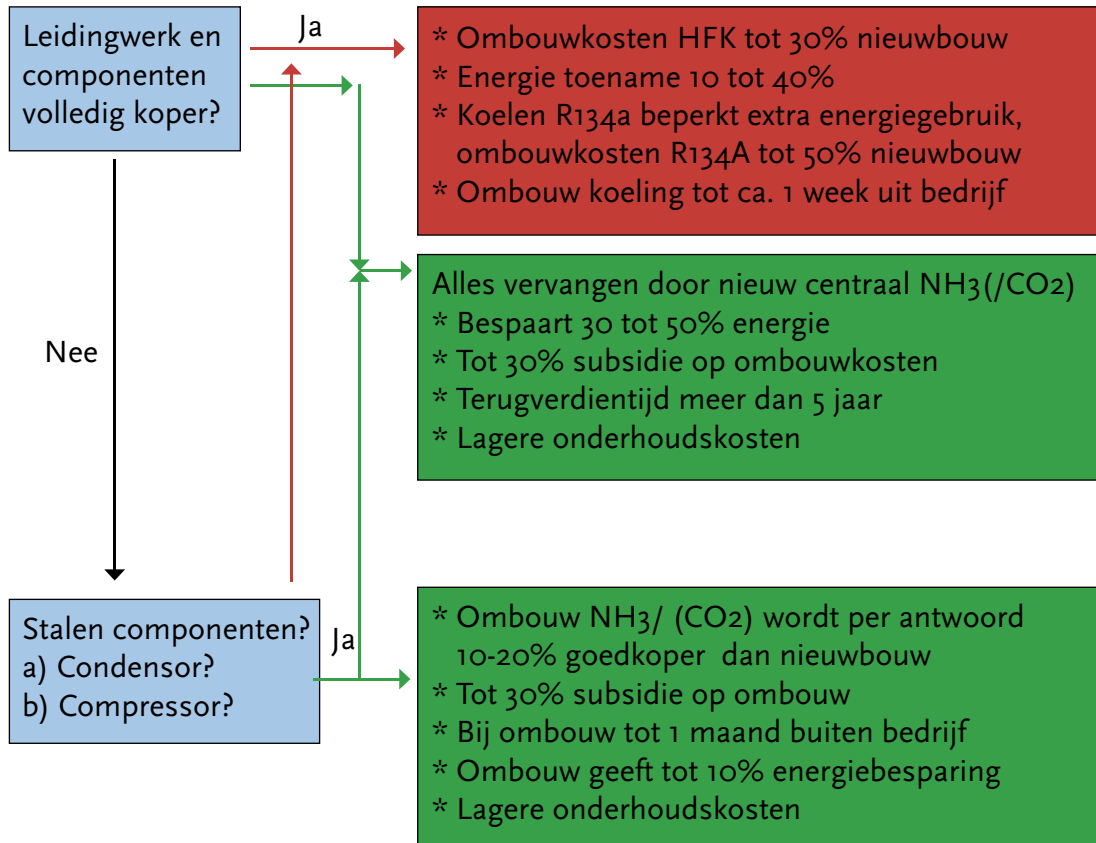 Leidingwerk en
componenten
volledig koper?
Ja
* Ombouwkosten HFK tot 30% nieuwbouw
* Energie toename 10 tot 40%
* Koelen R134a beperkt extra energiegebruik,
ombouwkosten R134A tot 50% nieuwbouw
* Ombouw koeling tot ca. 1 week uit bedrijf
Alles vervangen door nieuw centraal NH3(/CO2)
* Bespaart 30 tot 50% energie
* Tot 30% subsidie op ombouwkosten
* Terugverdientijd meer dan 5 jaar
* Lagere onderhoudskosten
Nee
Stalen componenten?
a) Condensor?
b) Compressor?
Ja
* Ombouw NH3/ (CO2) wordt per antwoord
10-20% goedkoper dan nieuwbouw
* Tot 30% subsidie op ombouw
* Bij ombouw tot 1 maand buiten bedrijf
* Ombouw geeft tot 10% energiebesparing
* Lagere onderhoudskosten